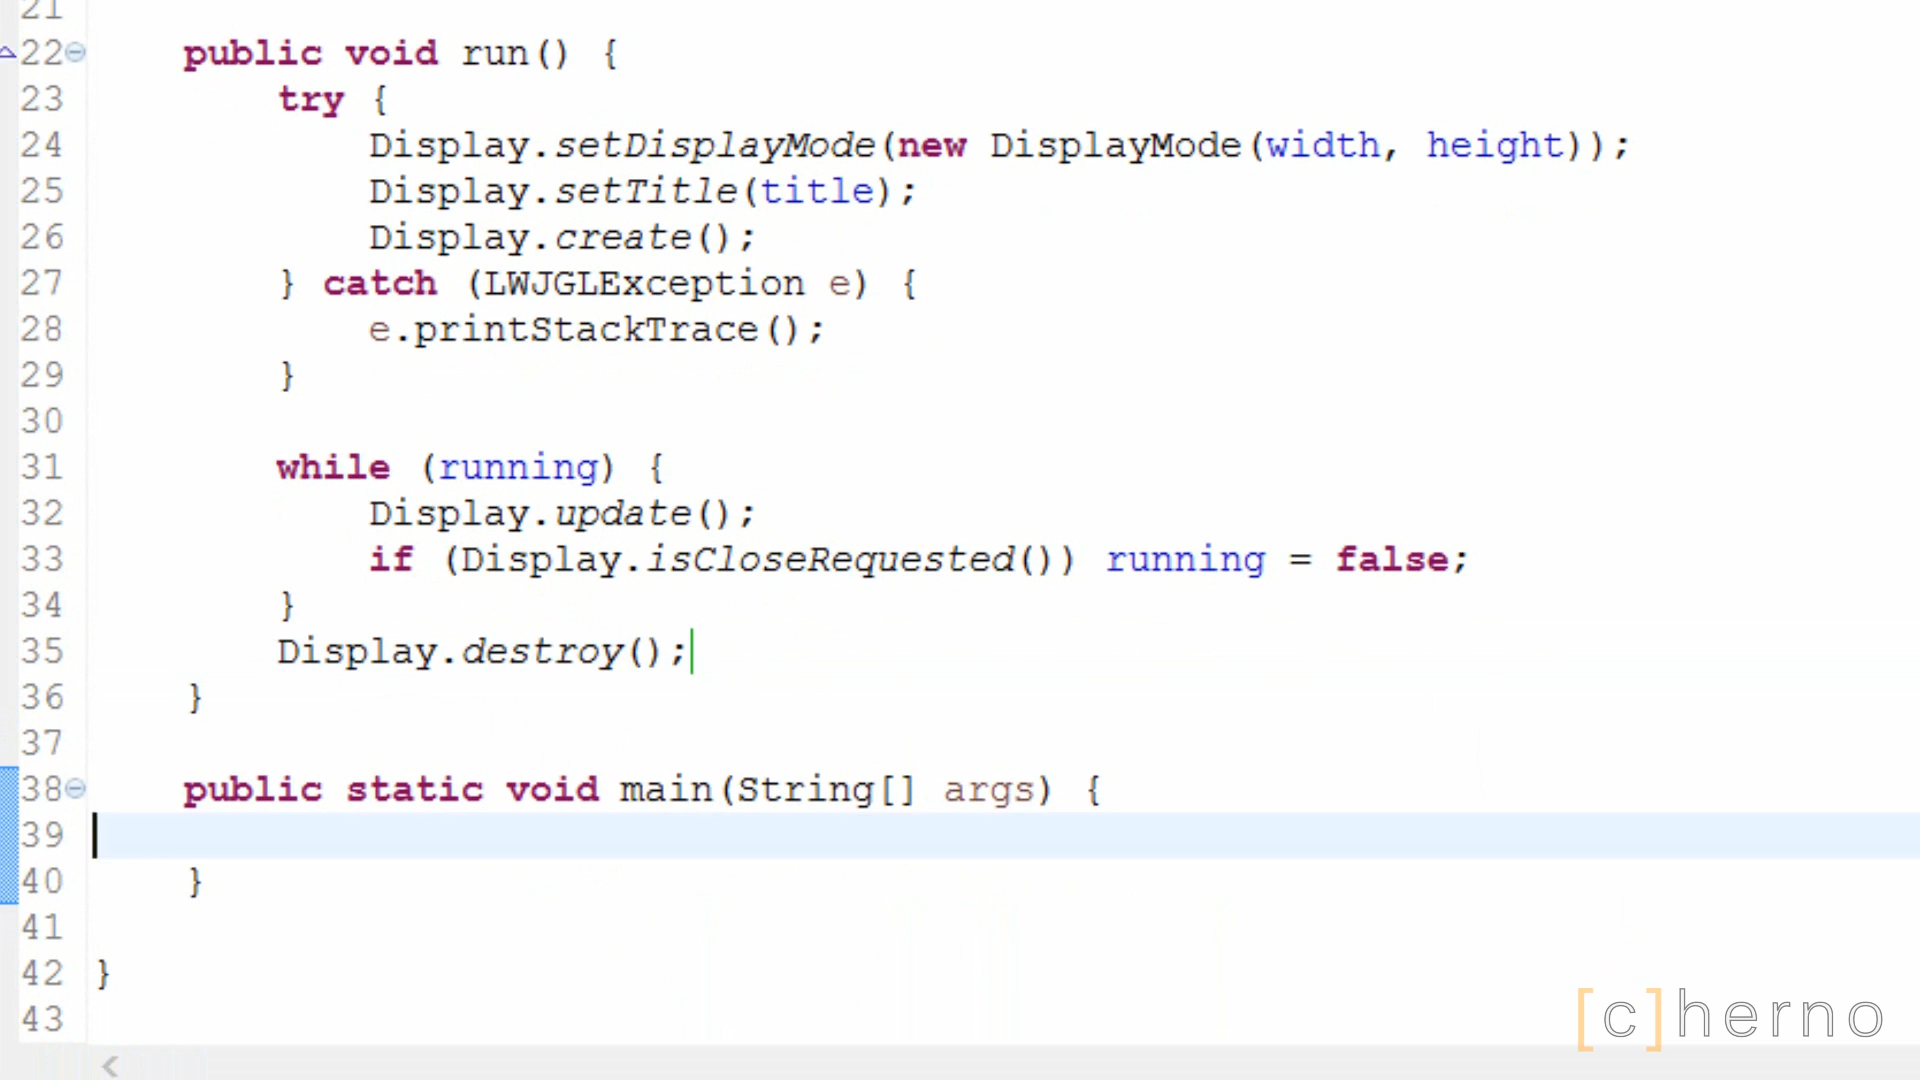 21
22 public void run() {
23 try {
24 Display.setDisplayMode(new DisplayMode(width, height));
25 Display.setTitle(title);
26 Display.create();
27 } catch (LWJGLException e) {
28 e.printStackTrace();
29 }
30
31 while (running) {
32 Display.update();
33 if (Display.isCloseRequested()) running = false;
34 }
35 Display.destroy();
36 }
37
38 public static void main(String[] args) {
39
40 }
41
42 }
43
[c]herno